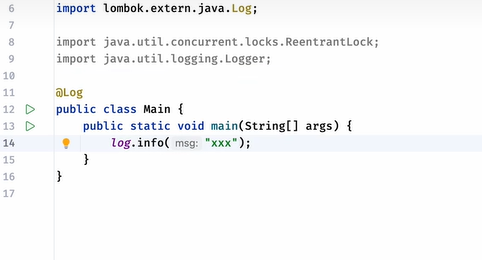 6 import lombok.extern.java.Log;
7
8 import java.util.concurrent.locks.ReentrantLock;
9 import java.util.logging.Logger;
10
11 @Log
12 public class Main {
13 public static void main(String[] args) {
14 log.info( msg: "xxx");
15 }
16 }
17